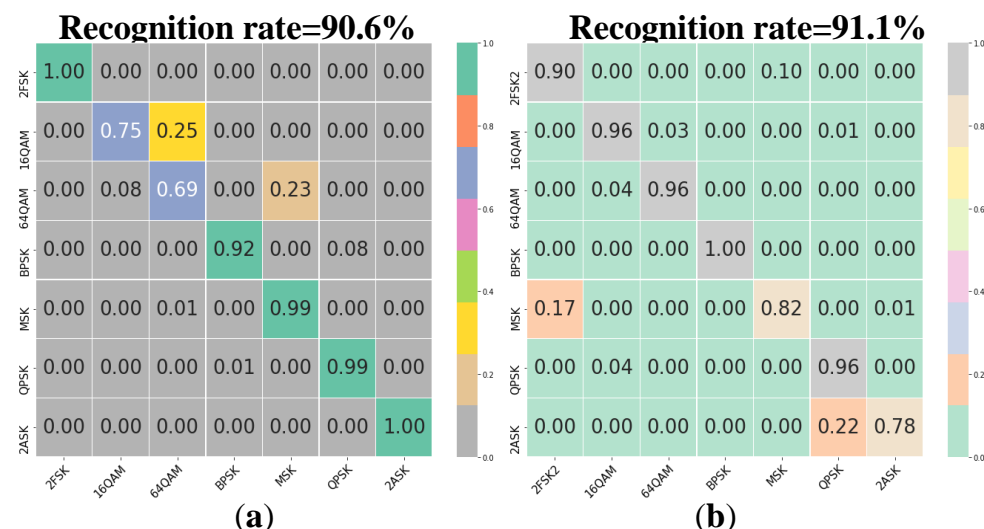 Recognition rate=90.6%
2FSK 1.00 0.00 0.00 0.00 0.00 0.00 0.00
16QAM 0.00 0.75 0.25 0.00 0.00 0.00 0.00
64QAM 0.00 0.08 0.69 0.00 0.23 0.00 0.00
BPSK 0.00 0.00 0.00 0.92 0.00 0.08 0.00
MSK 0.00 0.00 0.01 0.00 0.99 0.00 0.00
QPSK 0.00 0.00 0.00 0.01 0.00 0.99 0.00
2ASK 0.00 0.00 0.00 0.00 0.00 0.00 1.00
2FSK 16QAM 64QAM BPSK MSK QPSK 2ASK
1.0
0.8
0.6
0.4
0.2
0.0
(a)
Recognition rate=91.1%
2FSK2 0.90 0.00 0.00 0.00 0.10 0.00 0.00
16QAM 0.00 0.96 0.03 0.00 0.00 0.01 0.00
64QAM 0.00 0.04 0.96 0.00 0.00 0.00 0.00
BPSK 0.00 0.00 0.00 1.00 0.00 0.00 0.00
MSK 0.17 0.00 0.00 0.00 0.82 0.00 0.01
QPSK 0.00 0.04 0.00 0.00 0.00 0.96 0.00
2ASK 0.00 0.00 0.00 0.00 0.00 0.22 0.78
2FSK2 16QAM 64QAM BPSK MSK QPSK 2ASK
1.0
0.8
0.6
0.4
0.2
0.0
(b)